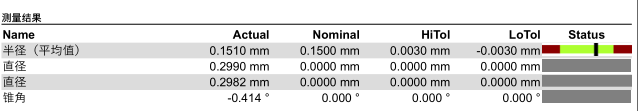 测量结果
Name Actual Nominal HiTol LoTol Status
半径（平均值） 0.1510 mm 0.1500 mm 0.0030 mm -0.0030 mm
直径 0.2990 mm 0.0000 mm 0.0000 mm 0.0000 mm
直径 0.2982 mm 0.0000 mm 0.0000 mm 0.0000 mm
锥角 -0.414 ° 0.000 ° 0.000 ° 0.000 °